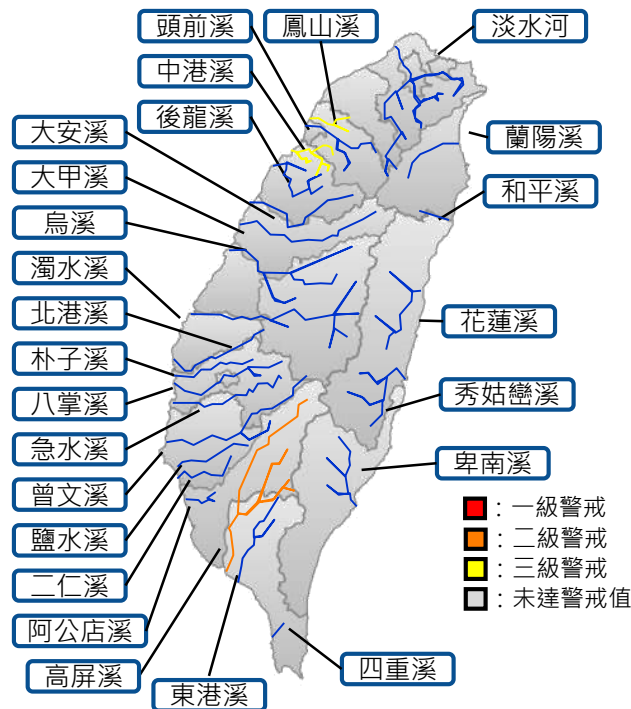 頭前溪
鳳山溪
淡水河
中港溪
後龍溪
大安溪
蘭陽溪
大甲溪
和平溪
烏溪
濁水溪
北港溪
花蓮溪
朴子溪
八掌溪
秀姑巒溪
急水溪
卑南溪
曾文溪
鹽水溪
二仁溪
阿公店溪
高屏溪
東港溪
四重溪
：一級警戒
：二級警戒
：三級警戒
：未達警戒值